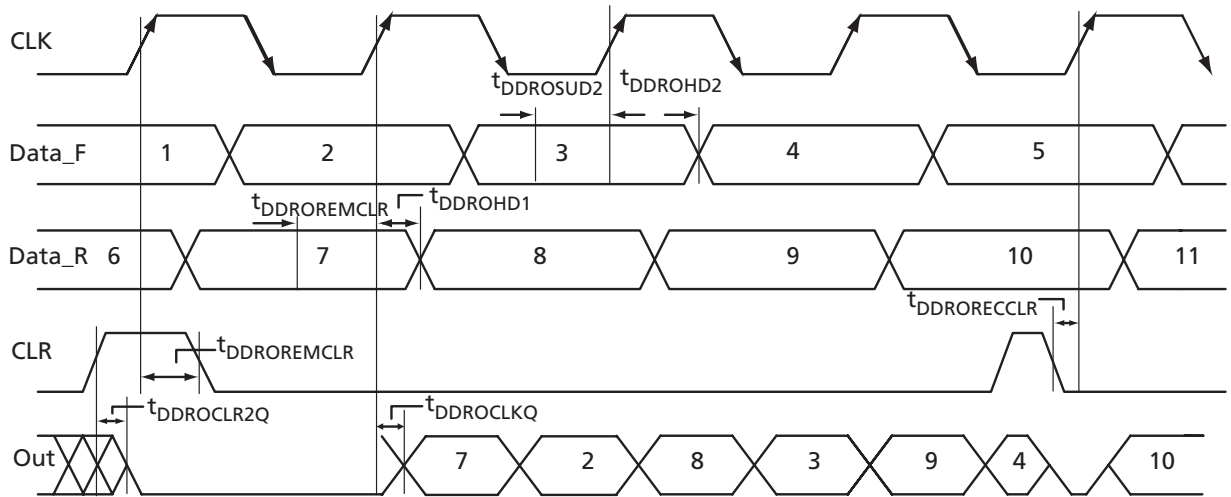 CLK
tDDROSUD2 tDDROHD2
Data_F 1 2 3 4 5
tDDROREMCLR tDDROHD1
Data_R 6 7 8 9 10 11
tDDRORECCLR
CLR
tDDROREMCLR
tDDROCLR2Q tDDROCLKQ
Out 7 2 8 3 9 4 10